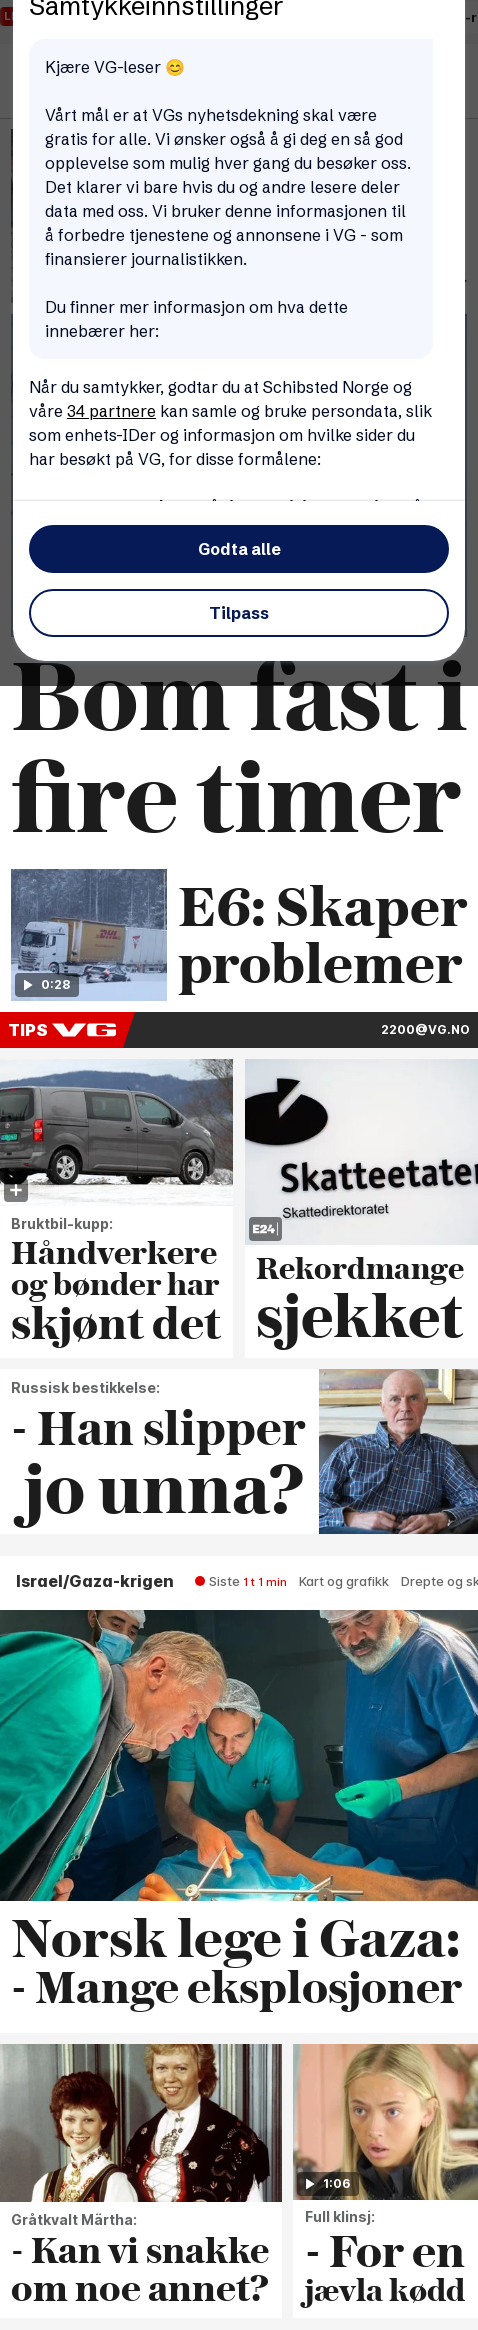 Samtykkeinnstillinger
Kjære VG-leser 😊
Vårt mål er at VGs nyhetsdekning skal være
gratis for alle. Vi ønsker også å gi deg en så god
opplevelse som mulig hver gang du besøker oss.
Det klarer vi bare hvis du og andre lesere deler
data med oss. Vi bruker denne informasjonen til
å forbedre tjenestene og annonsene i VG - som
finansierer journalistikken.
Du finner mer informasjon om hva dette
innebærer her:
Når du samtykker, godtar du at Schibsted Norge og
våre 34 partnere kan samle og bruke persondata, slik
som enhets-IDer og informasjon om hvilke sider du
har besøkt på VG, for disse formålene:
Godta alle
Tilpass
Bom fast i
fire timer
0:28
E6: Skaper
problemer
TIPS VG
2200@VG.NO
Bruktbil-kupp:
Håndverkere
og bønder har
skjønt det
Skatteetaten
Skattedirektoratet
E24
Rekordmange
sjekket
Russisk bestikkelse:
- Han slipper
jo unna?
Israel/Gaza-krigen
Siste 1 t 1 min
Kart og grafikk
Drepte og sk
Norsk lege i Gaza:
- Mange eksplosjoner
Gråtkvalt Märtha:
- Kan vi snakke
om noe annet?
1:06
Full klinsj:
- For en
jævla kødd